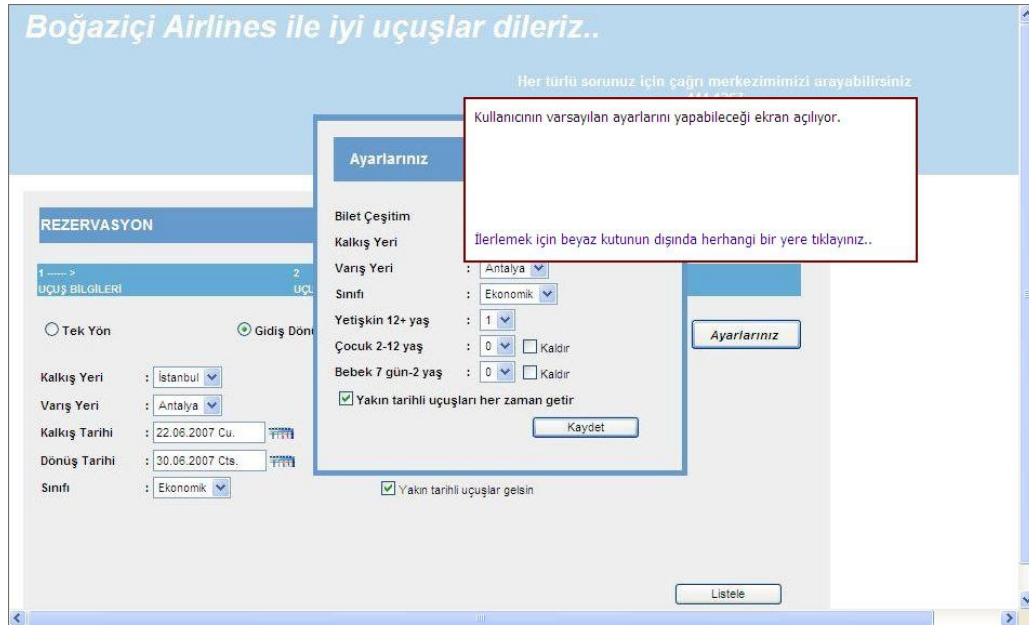 Boğaziçi Airlines ile iyi uçuşlar dileriz..
Her türlü sorunuz için çağrı merkezimimizi arayabilirsiniz
Kullanıcının varsayılan ayarlarını yapabileceği ekran açılıyor.
İlerlemek için beyaz kutunun dışında herhangi bir yere tıklayınız..
Ayarlarınız
Bilet Çeşitim
Kalkış Yeri
Varış Yeri : Antalya
Sınıfı : Ekonomik
Yetişkin 12+ yaş : 1
Çocuk 2-12 yaş : 0 Kaldır
Bebek 7 gün-2 yaş : 0 Kaldır
Yakın tarihli uçuşları her zaman getir
Kaydet
REZERVASYON
1 ----- > 2
UÇUŞ BİLGİLERİ
Tek Yön Gidiş
Ayarlarınız
Kalkış Yeri : İstanbul
Varış Yeri : Antalya
Kalkış Tarihi : 22.06.2007 Cu.
Dönüş Tarihi : 30.06.2007 Cts.
Sınıfı : Ekonomik
Yakın tarihli uçuşlar gelsin
Listele